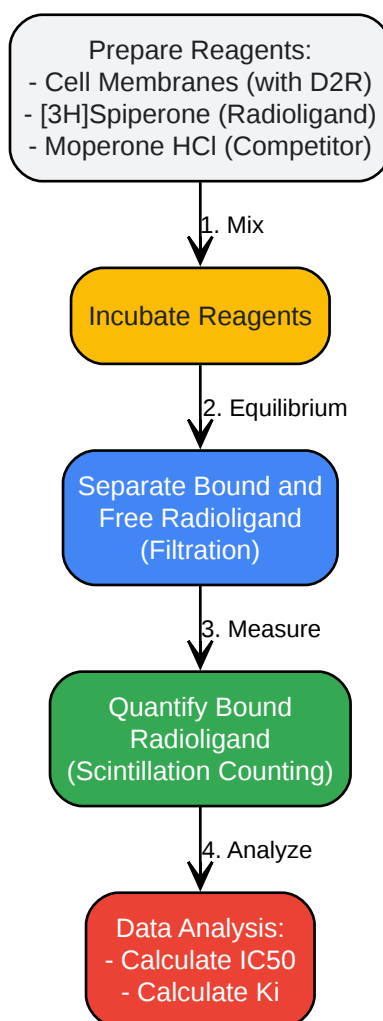 Prepare Reagents:
- Cell Membranes (with D2R)
- [3H]Spiperone (Radioligand)
- Moperone HCl (Competitor)
1. Mix
Incubate Reagents
2. Equilibrium
Separate Bound and
Free Radioligand
(Filtration)
3. Measure
Quantify Bound
Radioligand
(Scintillation Counting)
4. Analyze
Data Analysis:
- Calculate IC50
- Calculate Ki